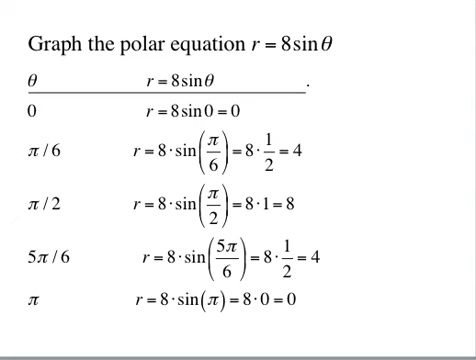 Graph the polar equation r = 8 sin θ
θ r = 8 sin θ .
0 r = 8 sin 0 = 0
π / 6 r = 8 · sin(π/6) = 8 · 1/2 = 4
π / 2 r = 8 · sin(π/2) = 8 · 1 = 8
5π / 6 r = 8 · sin(5π/6) = 8 · 1/2 = 4
π r = 8 · sin(π) = 8 · 0 = 0